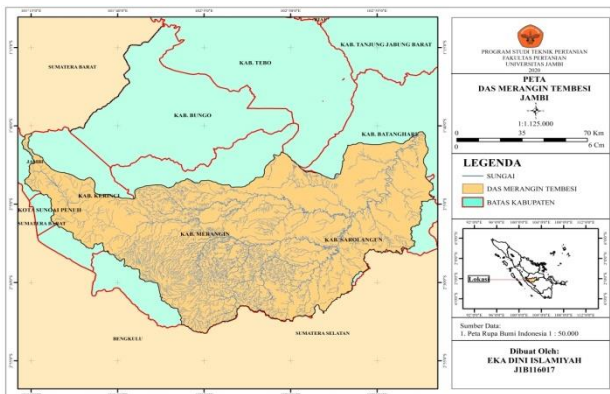 SUMATERA BARAT
KAB. TEBO
KAB. TANJUNG JABUNG BARAT
KAB. BUNGO
KAB. BATANGHARI
JAMBI
KAB. KERINCI
KOTA SUNGAI PENUH
SUMATERA BARAT
KAB. MERANGIN
KAB. SAROLANGUN
BENGKULU
SUMATERA SELATAN
PROGRAM STUDI TEKNIK PERTANIAN
FAKULTAS PERTANIAN
UNIVERSITAS JAMBI
2020
PETA
DAS MERANGIN TEMBESI
JAMBI
1:1.125.000
0 35 70 Km
0 6 Cm
LEGENDA
SUNGAI
DAS MERANGIN TEMBESI
BATAS KABUPATEN
Lokasi
Sumber Data:
1. Peta Rupa Bumi Indonesia 1 : 50.000
Dibuat Oleh:
EKA DINI ISLAMIYAH
J1B116017